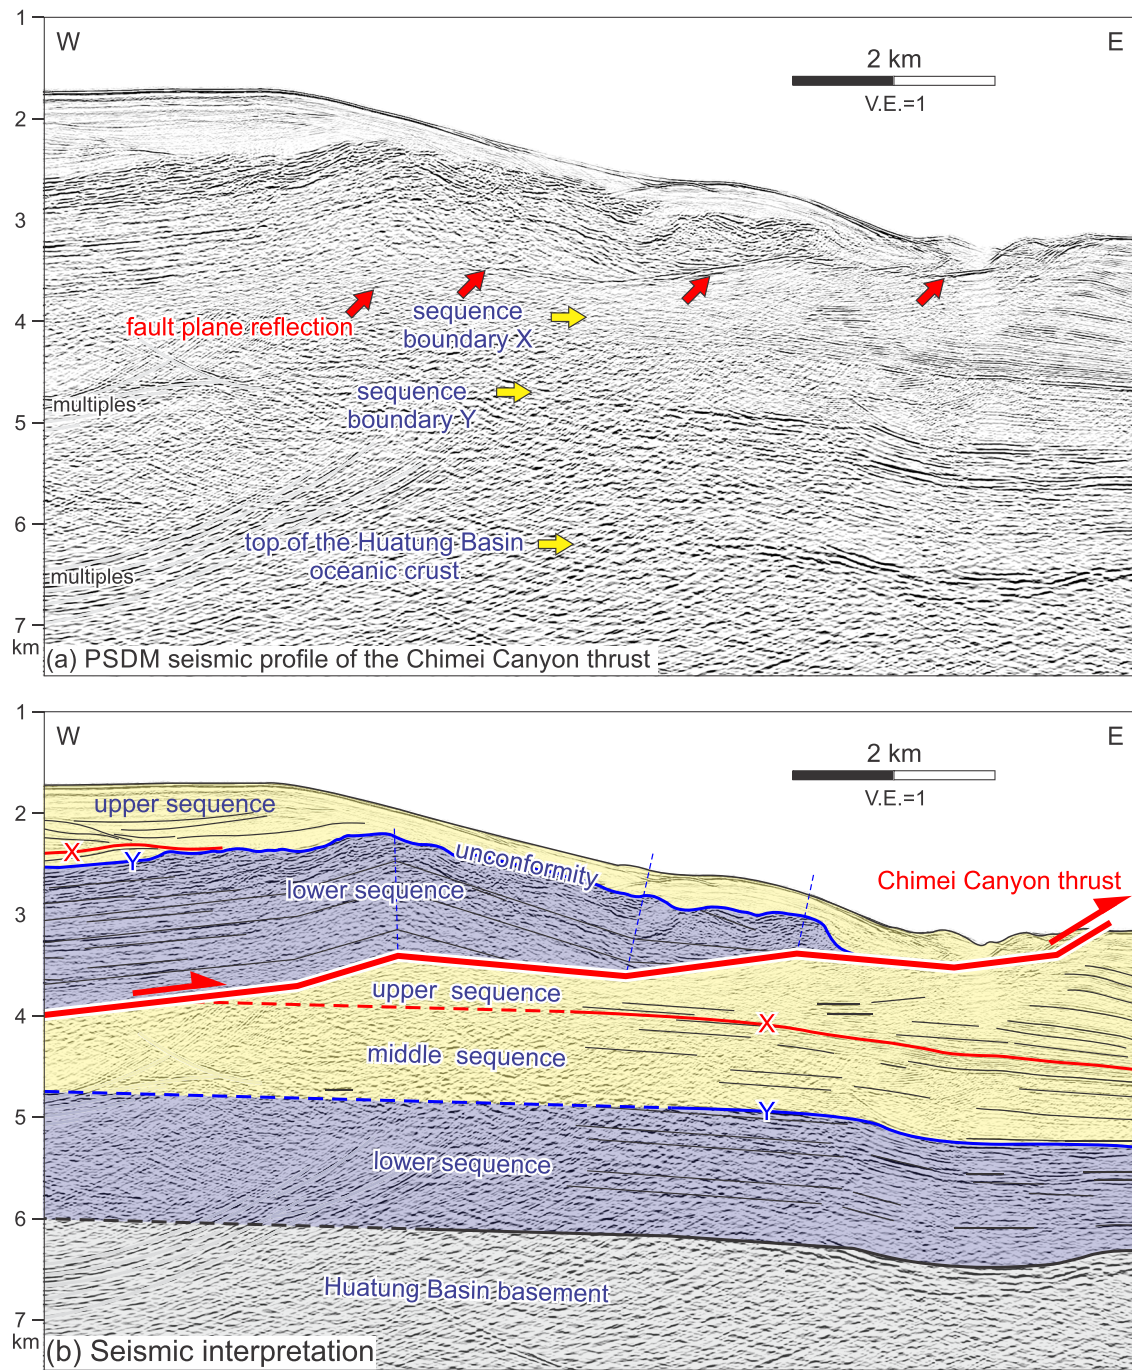 1
W
E
2 km
V.E.=1
2
3
fault plane reflection
sequence
boundary X
4
sequence
boundary Y
multiples
5
6
top of the Huatung Basin
oceanic crust
multiples
7
km
(a) PSDM seismic profile of the Chimei Canyon thrust
1
W
E
2 km
V.E.=1
upper sequence
2
X
Y
unconformity
lower sequence
Chimei Canyon thrust
3
upper sequence
4
X
middle sequence
5
Y
lower sequence
6
Huatung Basin basement
7
km
(b) Seismic interpretation